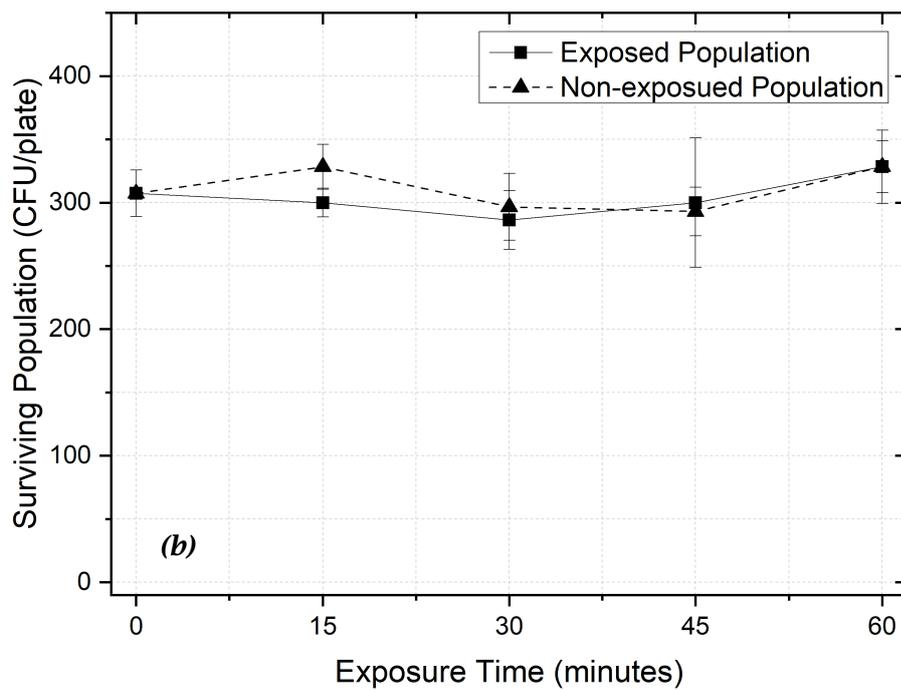 Exposed Population
Non-exposued Population
400
300
200
100
0
Surviving Population (CFU/plate)
(b)
0 15 30 45 60
Exposure Time (minutes)